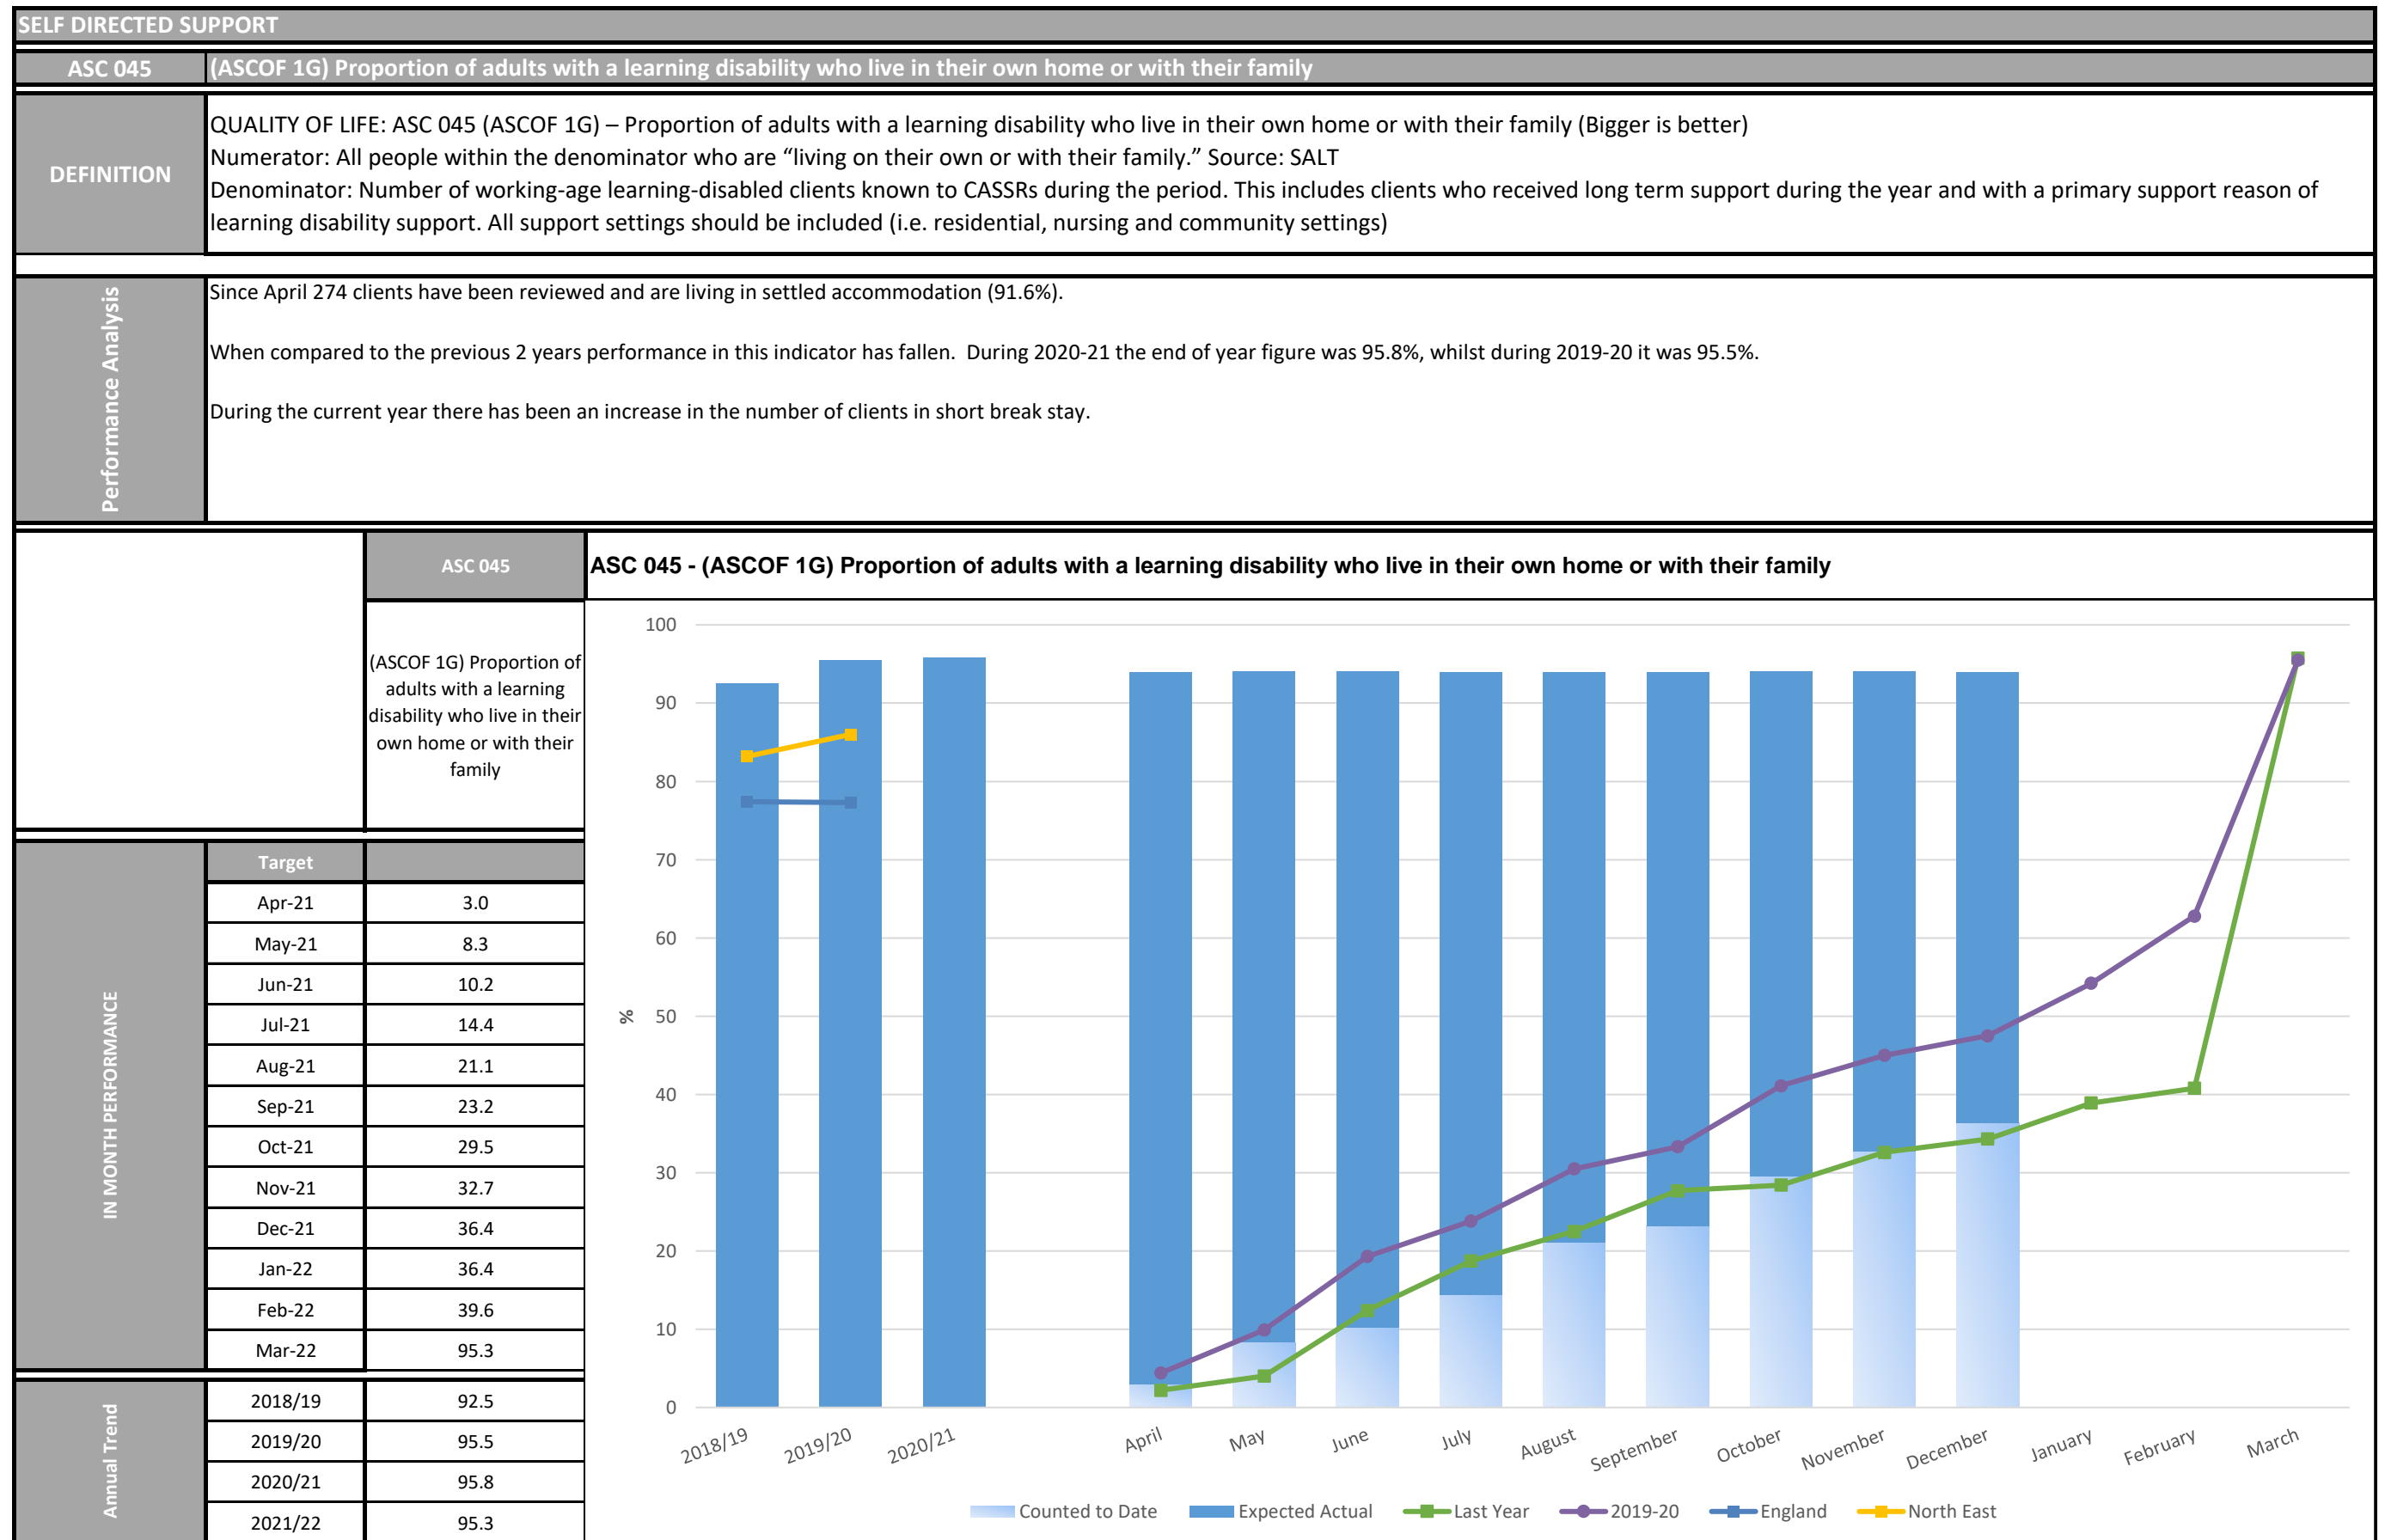 SELF DIRECTED SUPPORT
ASC 045 (ASCOF 1G) Proportion of adults with a learning disability who live in their own home or with their family
DEFINITION
QUALITY OF LIFE: ASC 045 (ASCOF 1G) – Proportion of adults with a learning disability who live in their own home or with their family (Bigger is better)
Numerator: All people within the denominator who are “living on their own or with their family.” Source: SALT
Denominator: Number of working-age learning-disabled clients known to CASSRs during the period. This includes clients who received long term support during the year and with a primary support reason of
learning disability support. All support settings should be included (i.e. residential, nursing and community settings)
Performance Analysis
Since April 274 clients have been reviewed and are living in settled accommodation (91.6%).
When compared to the previous 2 years performance in this indicator has fallen. During 2020-21 the end of year figure was 95.8%, whilst during 2019-20 it was 95.5%.
During the current year there has been an increase in the number of clients in short break stay.
ASC 045
(ASCOF 1G) Proportion of
adults with a learning
disability who live in their
own home or with their
family
Target
IN MONTH PERFORMANCE
Apr-21 3.0
May-21 8.3
Jun-21 10.2
Jul-21 14.4
Aug-21 21.1
Sep-21 23.2
Oct-21 29.5
Nov-21 32.7
Dec-21 36.4
Jan-22 36.4
Feb-22 39.6
Mar-22 95.3
Annual Trend
2018/19 92.5
2019/20 95.5
2020/21 95.8
2021/22 95.3
ASC 045 - (ASCOF 1G) Proportion of adults with a learning disability who live in their own home or with their family
100
90
80
70
60
50
40
30
20
10
0
%
2018/19 2019/20 2020/21 April May June July August September October November December January February March
Counted to Date Expected Actual Last Year 2019-20 England North East